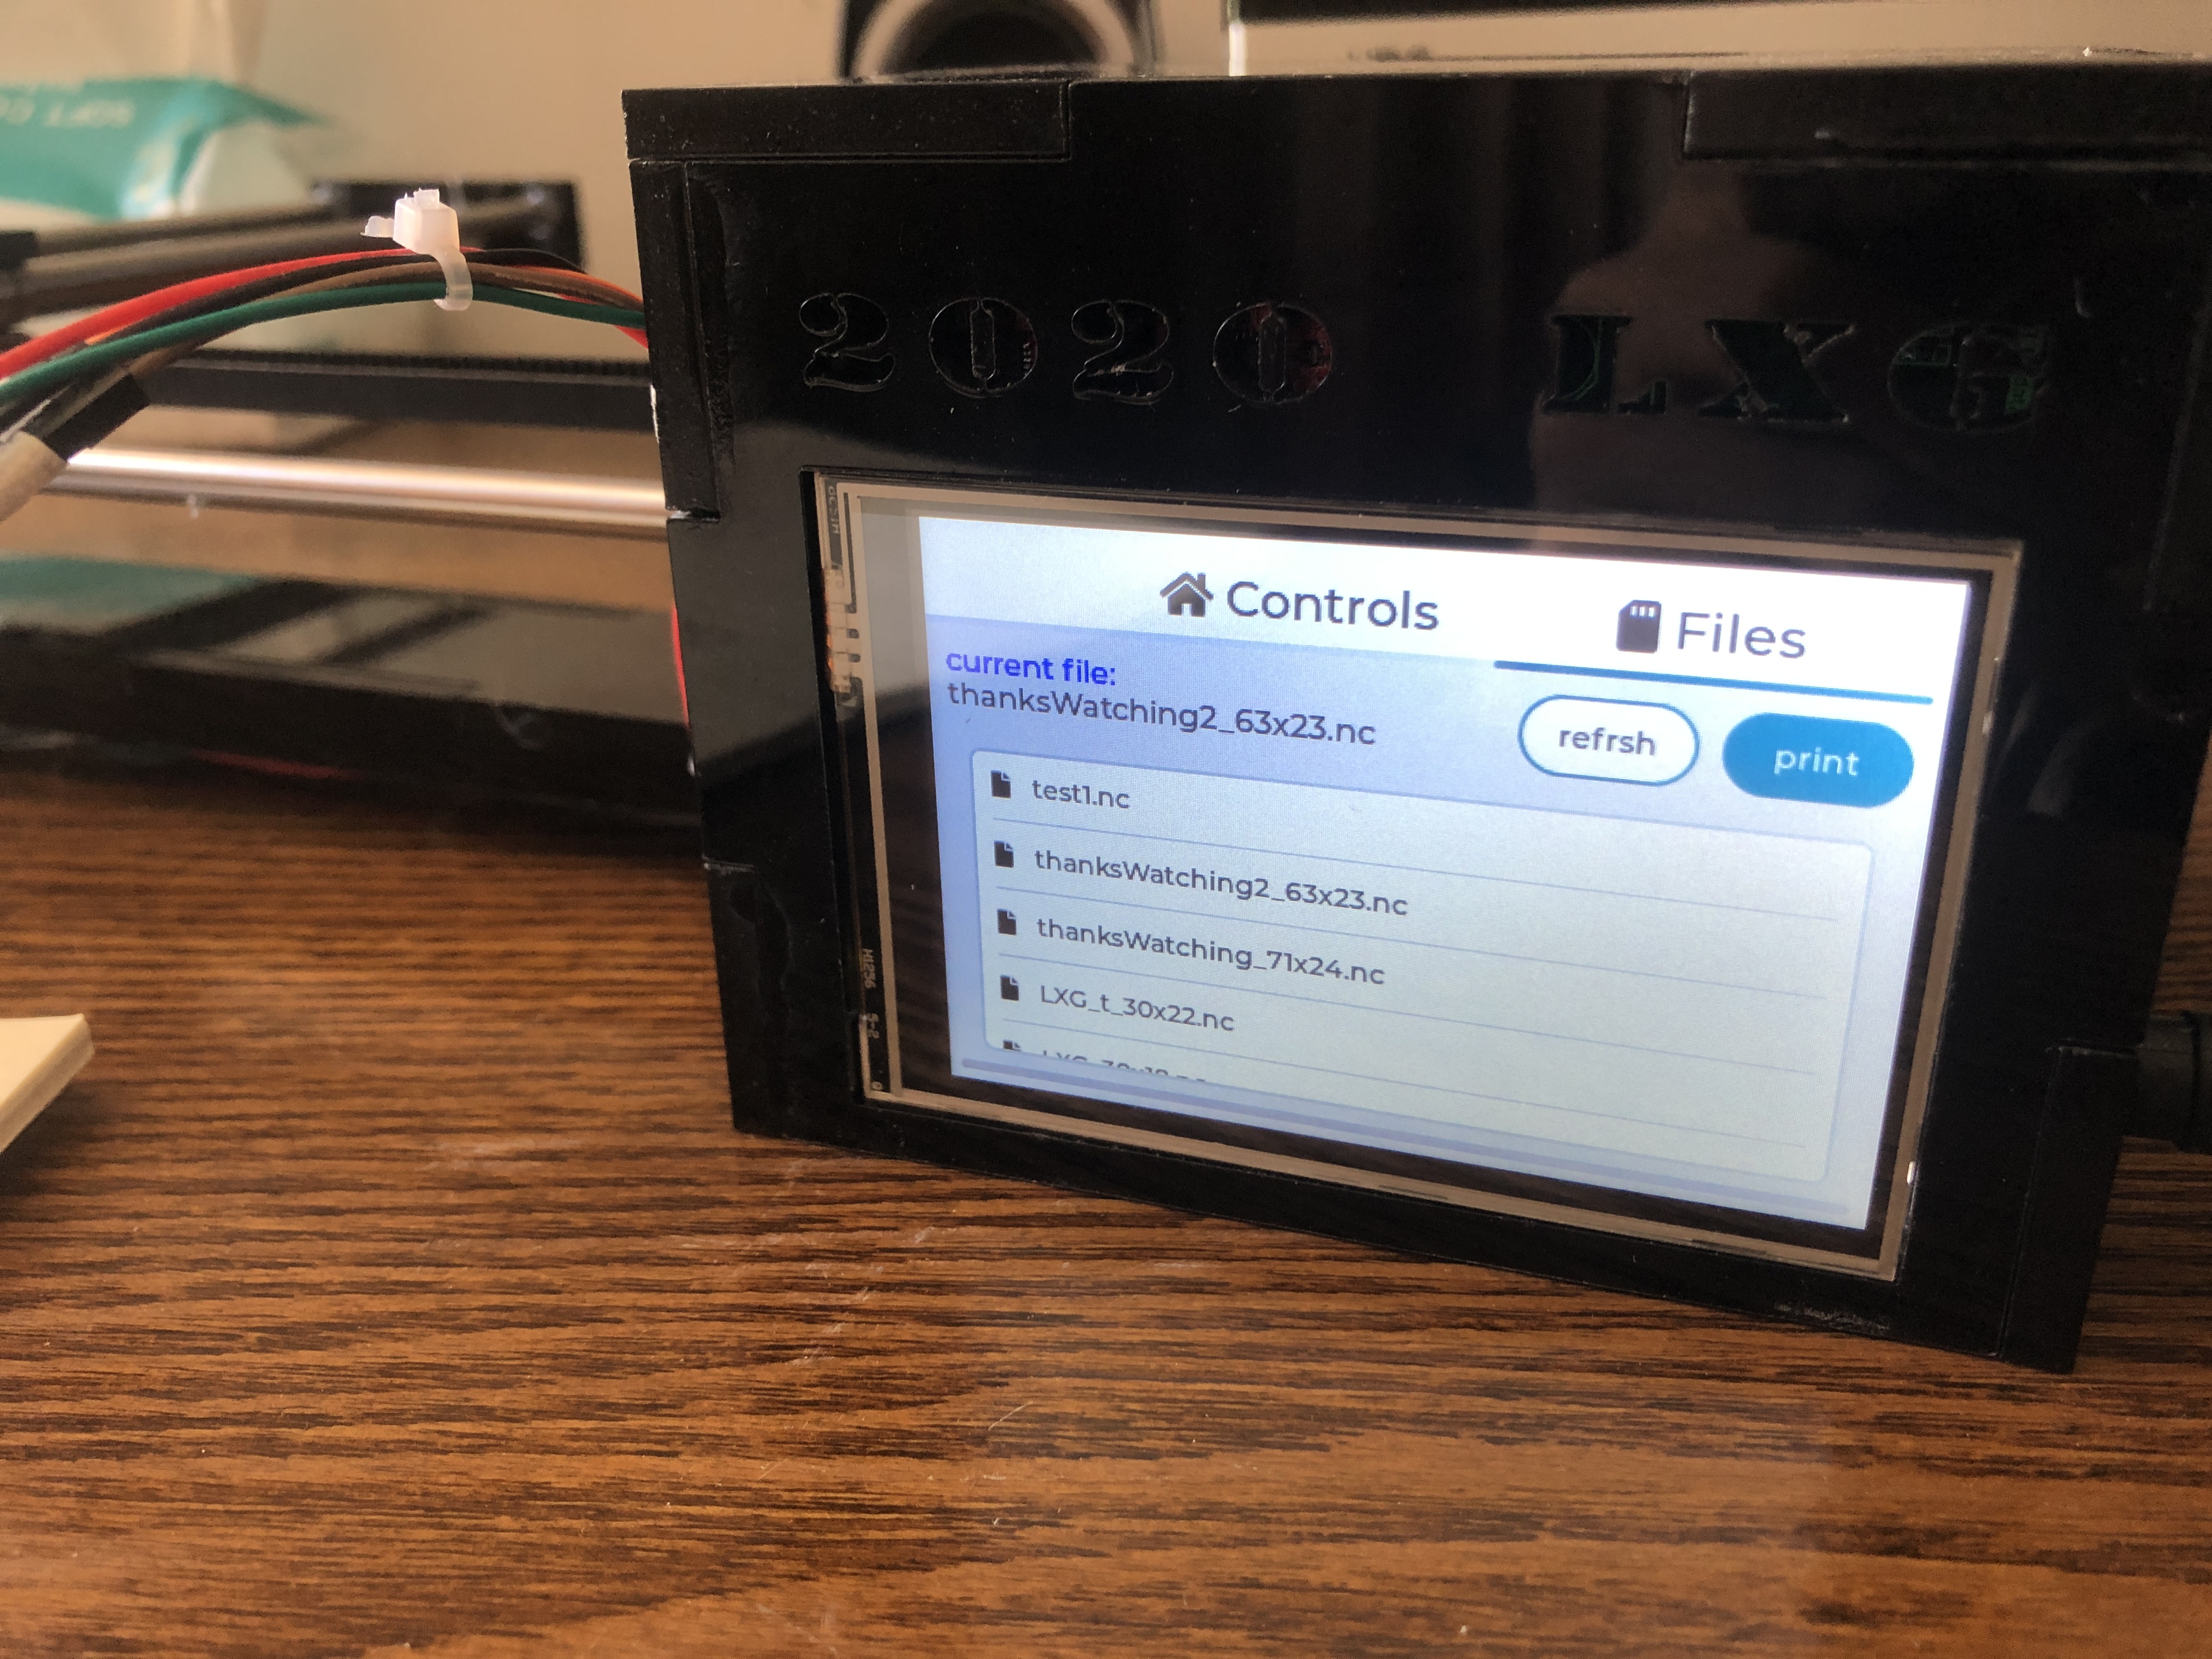 2020 LXG
Controls
Files
current file:
thanksWatching2_63x23.nc
refrsh
print
test1.nc
thanksWatching2_63x23.nc
thanksWatching_71x24.nc
LXG_t_30x22.nc